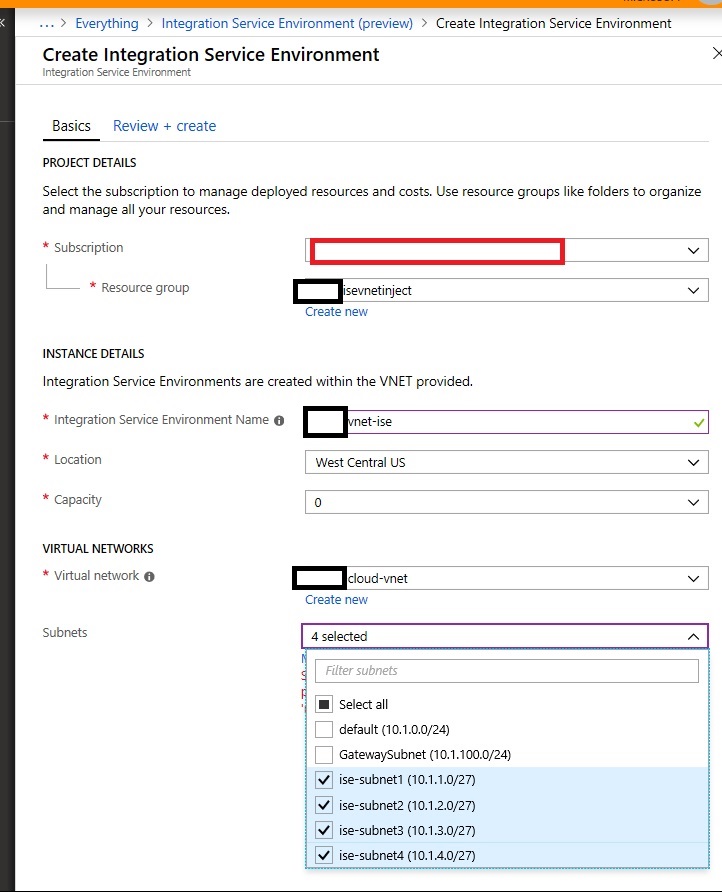 ... > Everything > Integration Service Environment (preview) > Create Integration Service Environment
Create Integration Service Environment
Integration Service Environment
Basics
Review + create
PROJECT DETAILS
Select the subscription to manage deployed resources and costs. Use resource groups like folders to organize
and manage all your resources.
* Subscription
* Resource group
isevnetinject
Create new
INSTANCE DETAILS
Integration Service Environments are created within the VNET provided.
* Integration Service Environment Name
vnet-ise
* Location
West Central US
* Capacity
0
VIRTUAL NETWORKS
* Virtual network
cloud-vnet
Create new
Subnets
4 selected
Filter subnets
Select all
default (10.1.0.0/24)
GatewaySubnet (10.1.100.0/24)
ise-subnet1 (10.1.1.0/27)
ise-subnet2 (10.1.2.0/27)
ise-subnet3 (10.1.3.0/27)
ise-subnet4 (10.1.4.0/27)